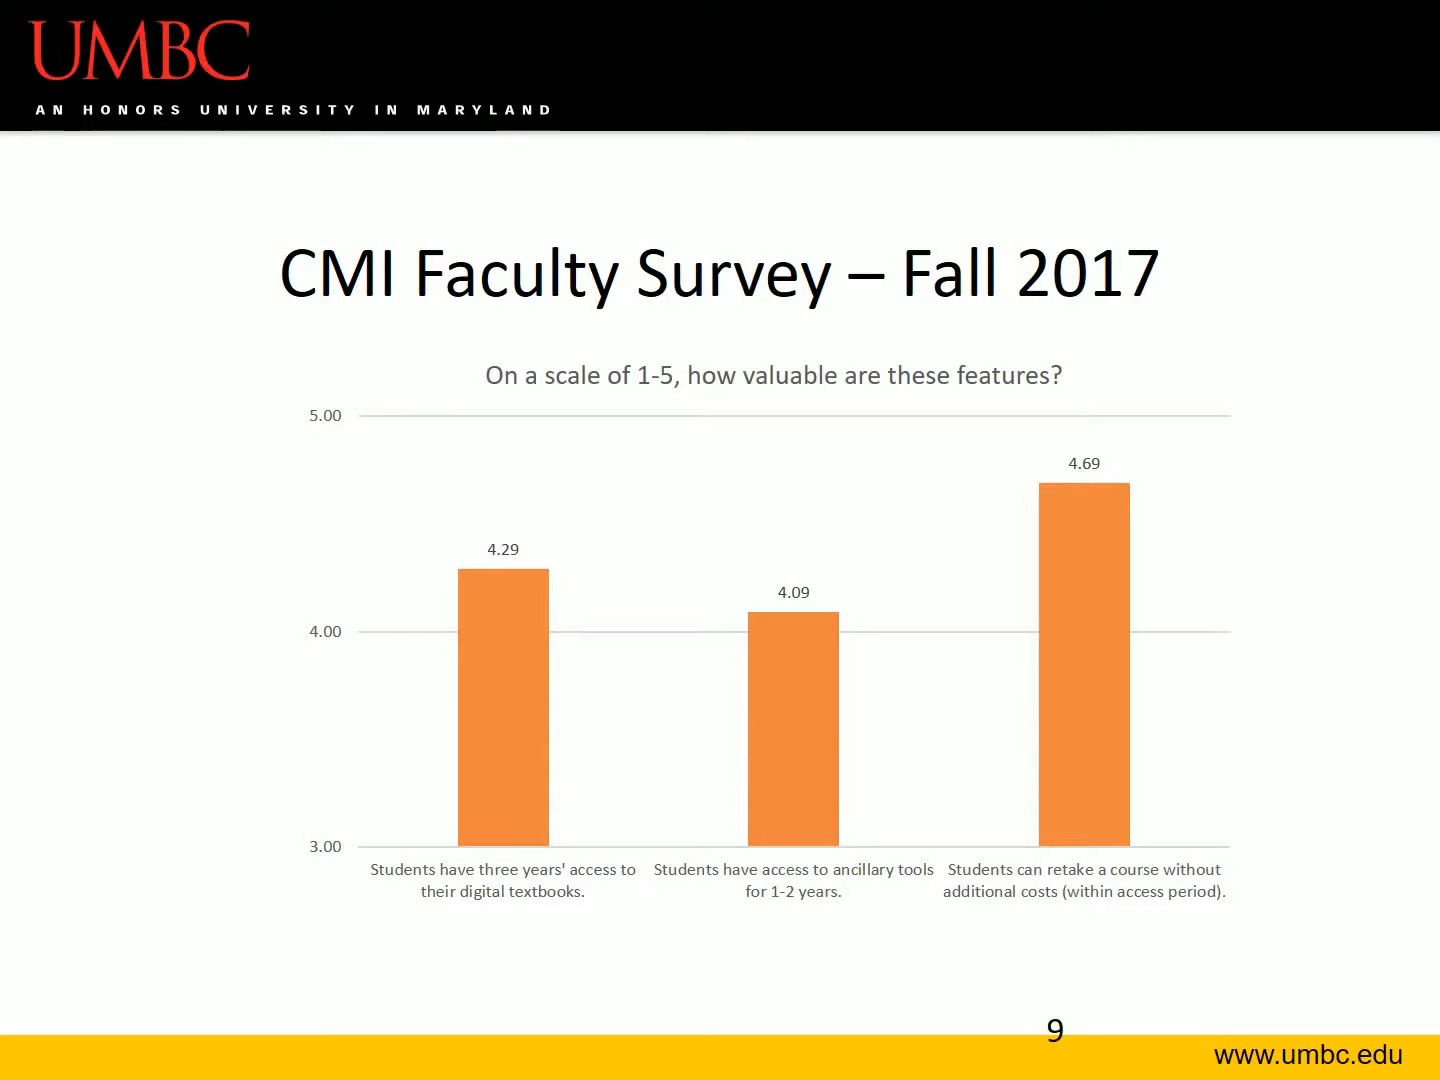 UMBC
AN HONORS UNIVERSITY IN MARYLAND
CMI Faculty Survey – Fall 2017
On a scale of 1-5, how valuable are these features?
5.00
4.69
4.29
4.09
4.00
3.00
Students have three years' access to
their digital textbooks.
Students have access to ancillary tools
for 1-2 years.
Students can retake a course without
additional costs (within access period).
9
www.umbc.edu